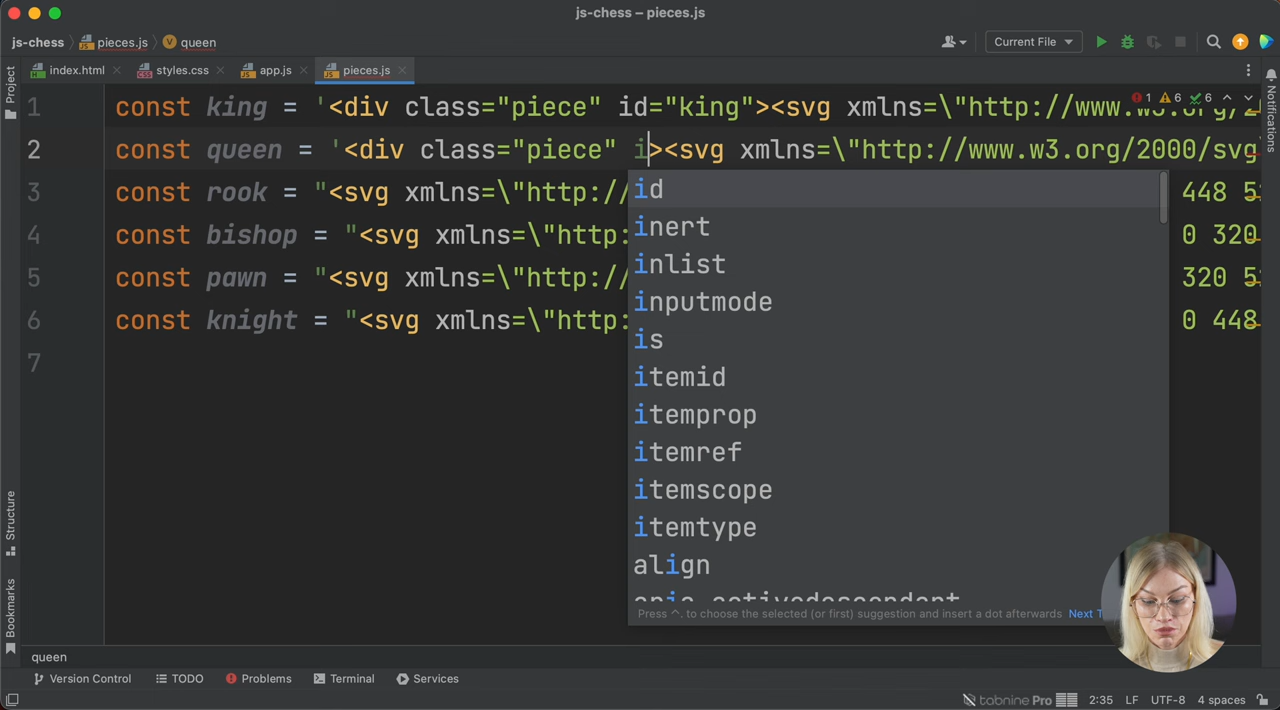 js-chess – pieces.js
js-chess pieces.js queen Current File
index.html styles.css app.js pieces.js
Project
Notifications
Structure
Bookmarks
1 const king = '<div class="piece" id="king"><svg xmlns=\"http://www.w3.org/2
1 6 6
2 const queen = '<div class="piece" i><svg xmlns=\"http://www.w3.org/2000/svg
3 const rook = "<svg xmlns=\"http:// 448 51
4 const bishop = "<svg xmlns=\"http: 0 320
5 const pawn = "<svg xmlns=\"http:// 320 51
6 const knight = "<svg xmlns=\"http: 0 448
7
id
inert
inlist
inputmode
is
itemid
itemprop
itemref
itemscope
itemtype
align
Press ^. to choose the selected (or first) suggestion and insert a dot afterwards Next T
queen
Version Control TODO Problems Terminal Services
tabnine Pro 2:35 LF UTF-8 4 spaces